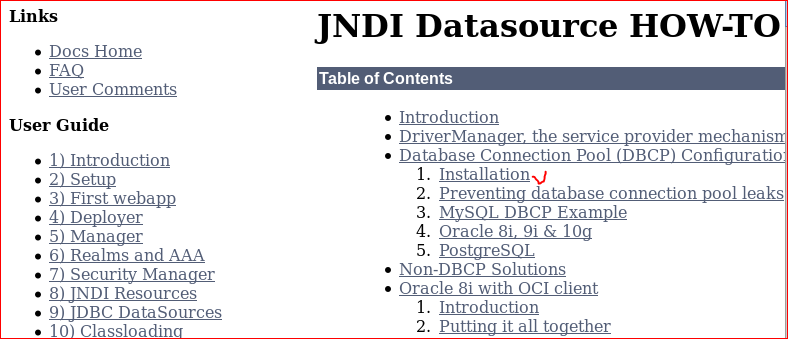 Links
Docs Home
FAQ
User Comments
User Guide
1) Introduction
2) Setup
3) First webapp
4) Deployer
5) Manager
6) Realms and AAA
7) Security Manager
8) JNDI Resources
9) JDBC DataSources
10) Classloading
JNDI Datasource HOW-TO
Table of Contents
Introduction
DriverManager, the service provider mechanism
Database Connection Pool (DBCP) Configuration
1. Installation
2. Preventing database connection pool leaks
3. MySQL DBCP Example
4. Oracle 8i, 9i & 10g
5. PostgreSQL
Non-DBCP Solutions
Oracle 8i with OCI client
1. Introduction
2. Putting it all together